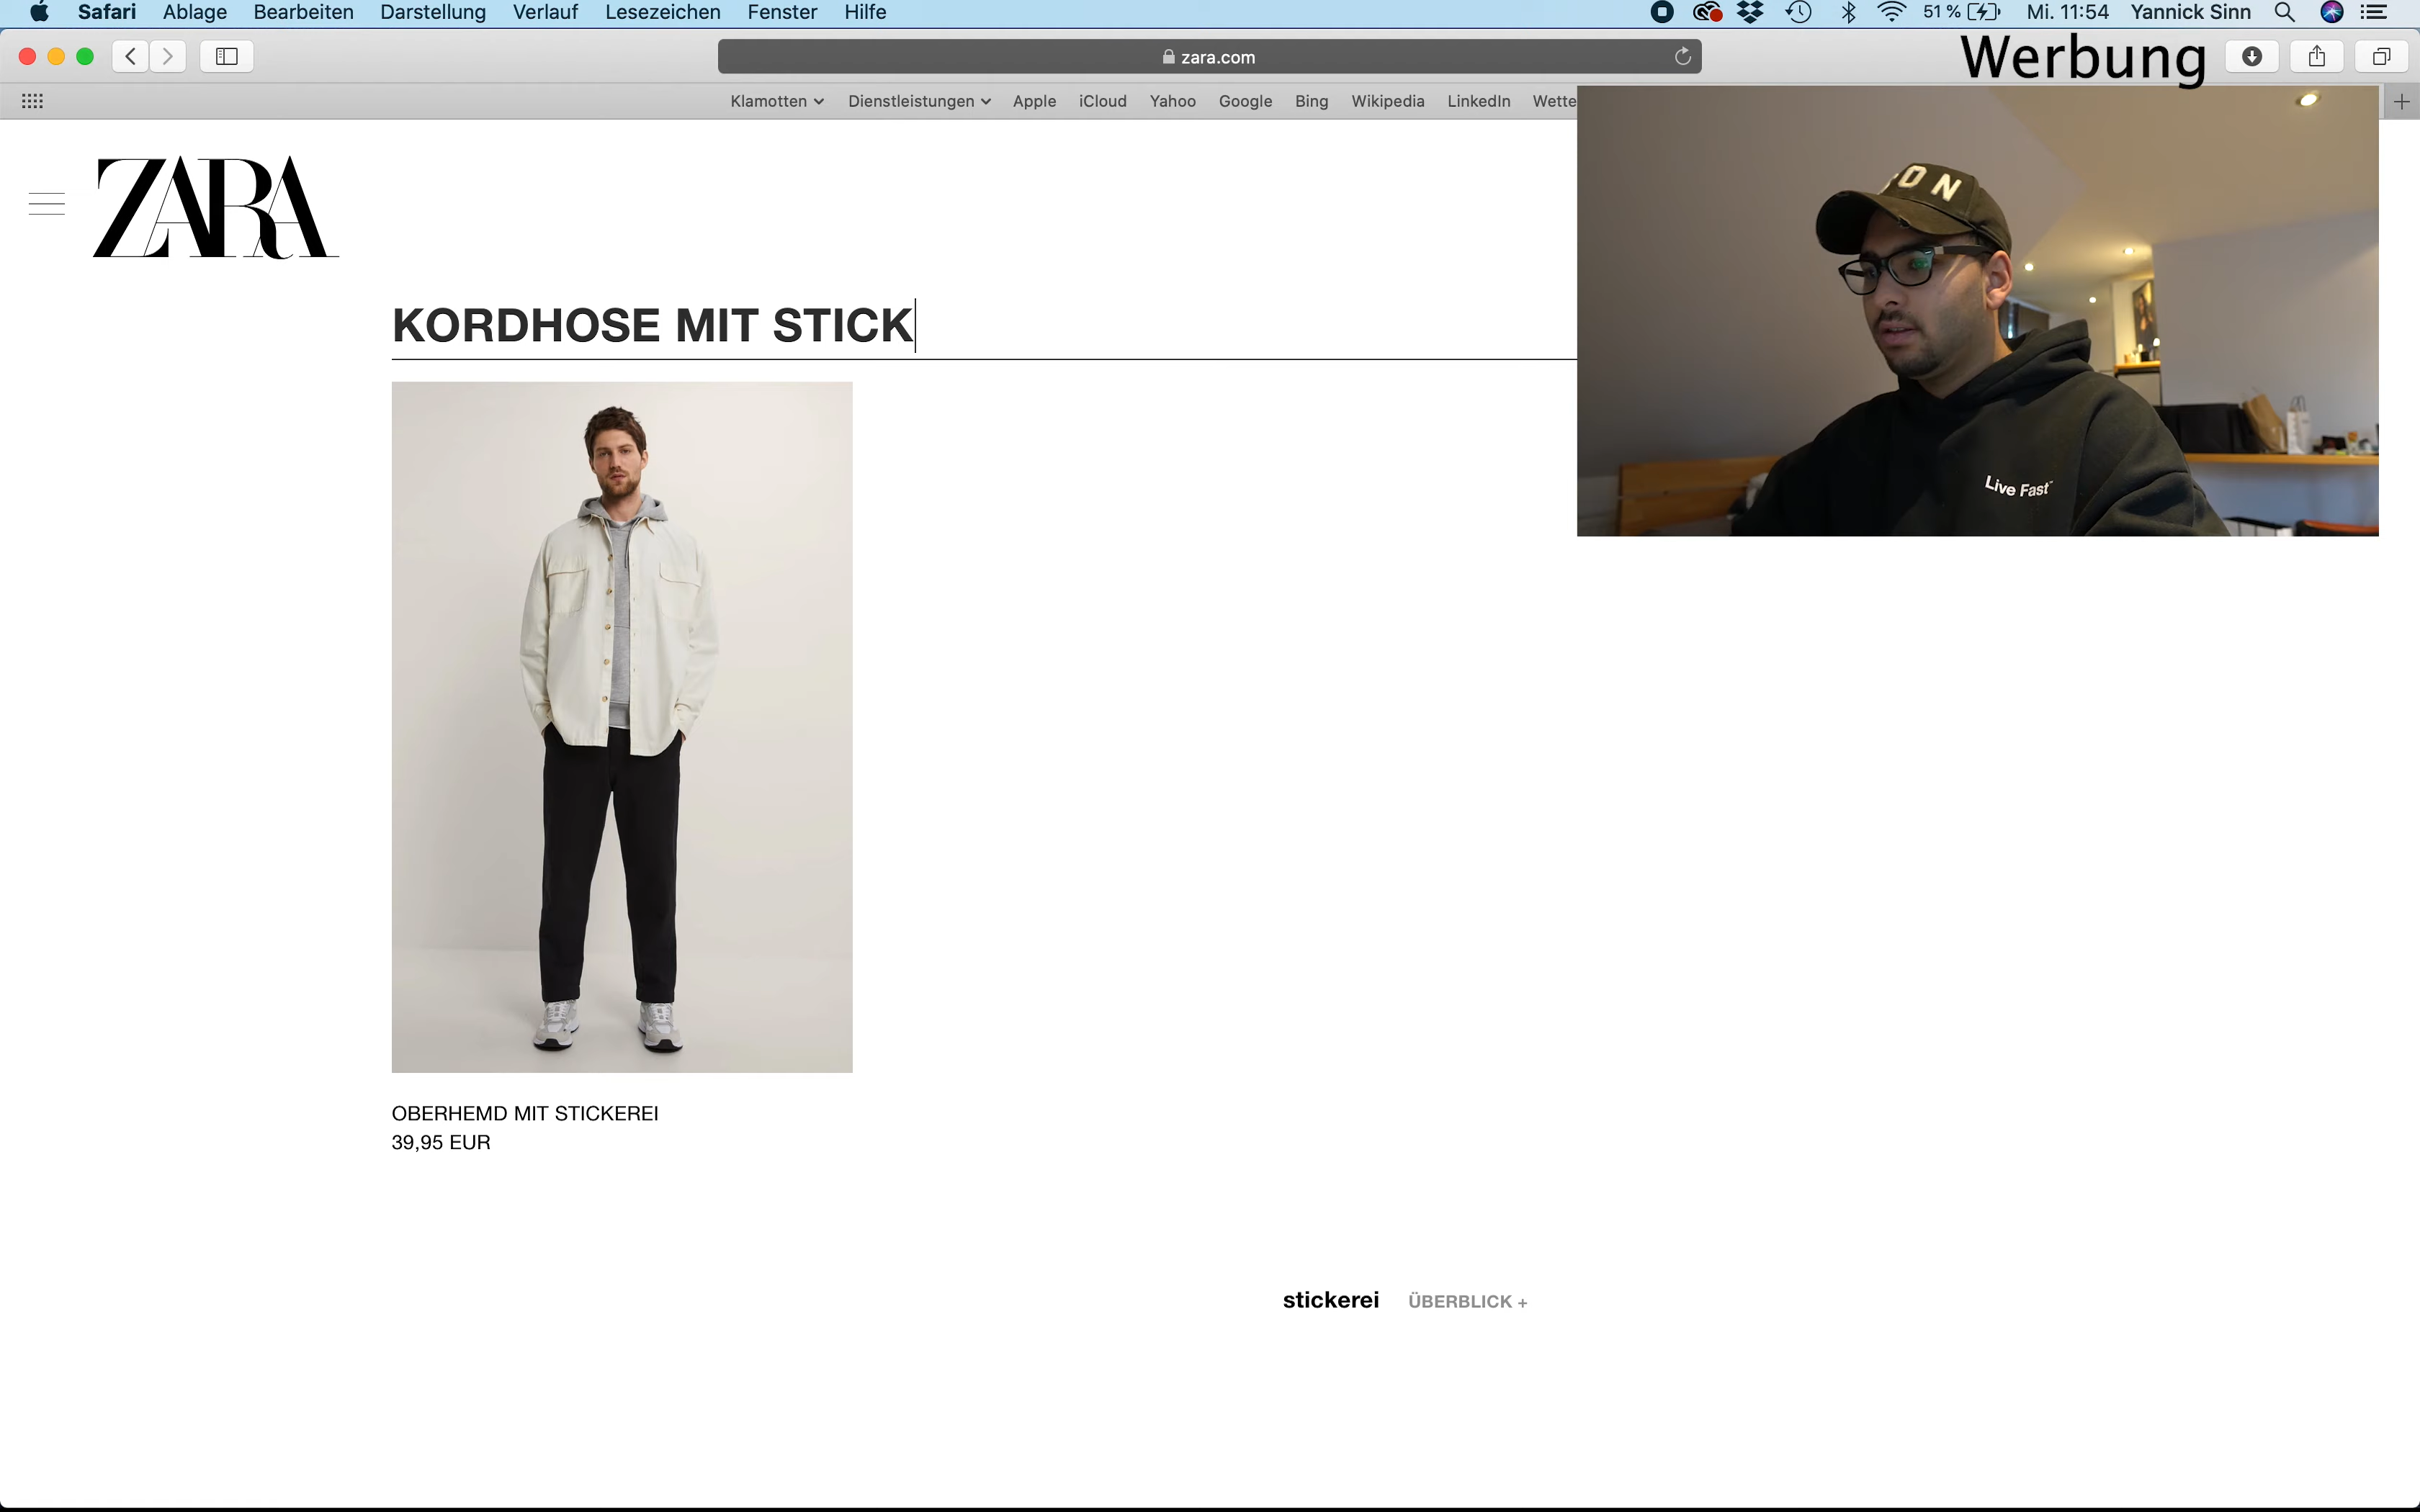 Safari Ablage Bearbeiten Darstellung Verlauf Lesezeichen Fenster Hilfe 51 % Mi. 11:54 Yannick Sinn
zara.com
Werbung
Klamotten Dienstleistungen Apple iCloud Yahoo Google Bing Wikipedia LinkedIn Wette
ZARA
ON
KORDHOSE MIT STICK
Live Fast
OBERHEMD MIT STICKEREI
39,95 EUR
stickerei ÜBERBLICK +